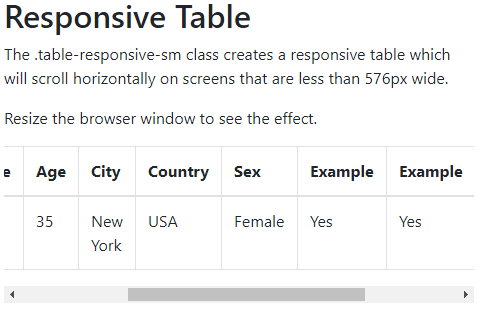 Responsive Table
The .table-responsive-sm class creates a responsive table which
will scroll horizontally on screens that are less than 576px wide.
Resize the browser window to see the effect.
e Age City Country Sex Example Example
35 New York USA Female Yes Yes